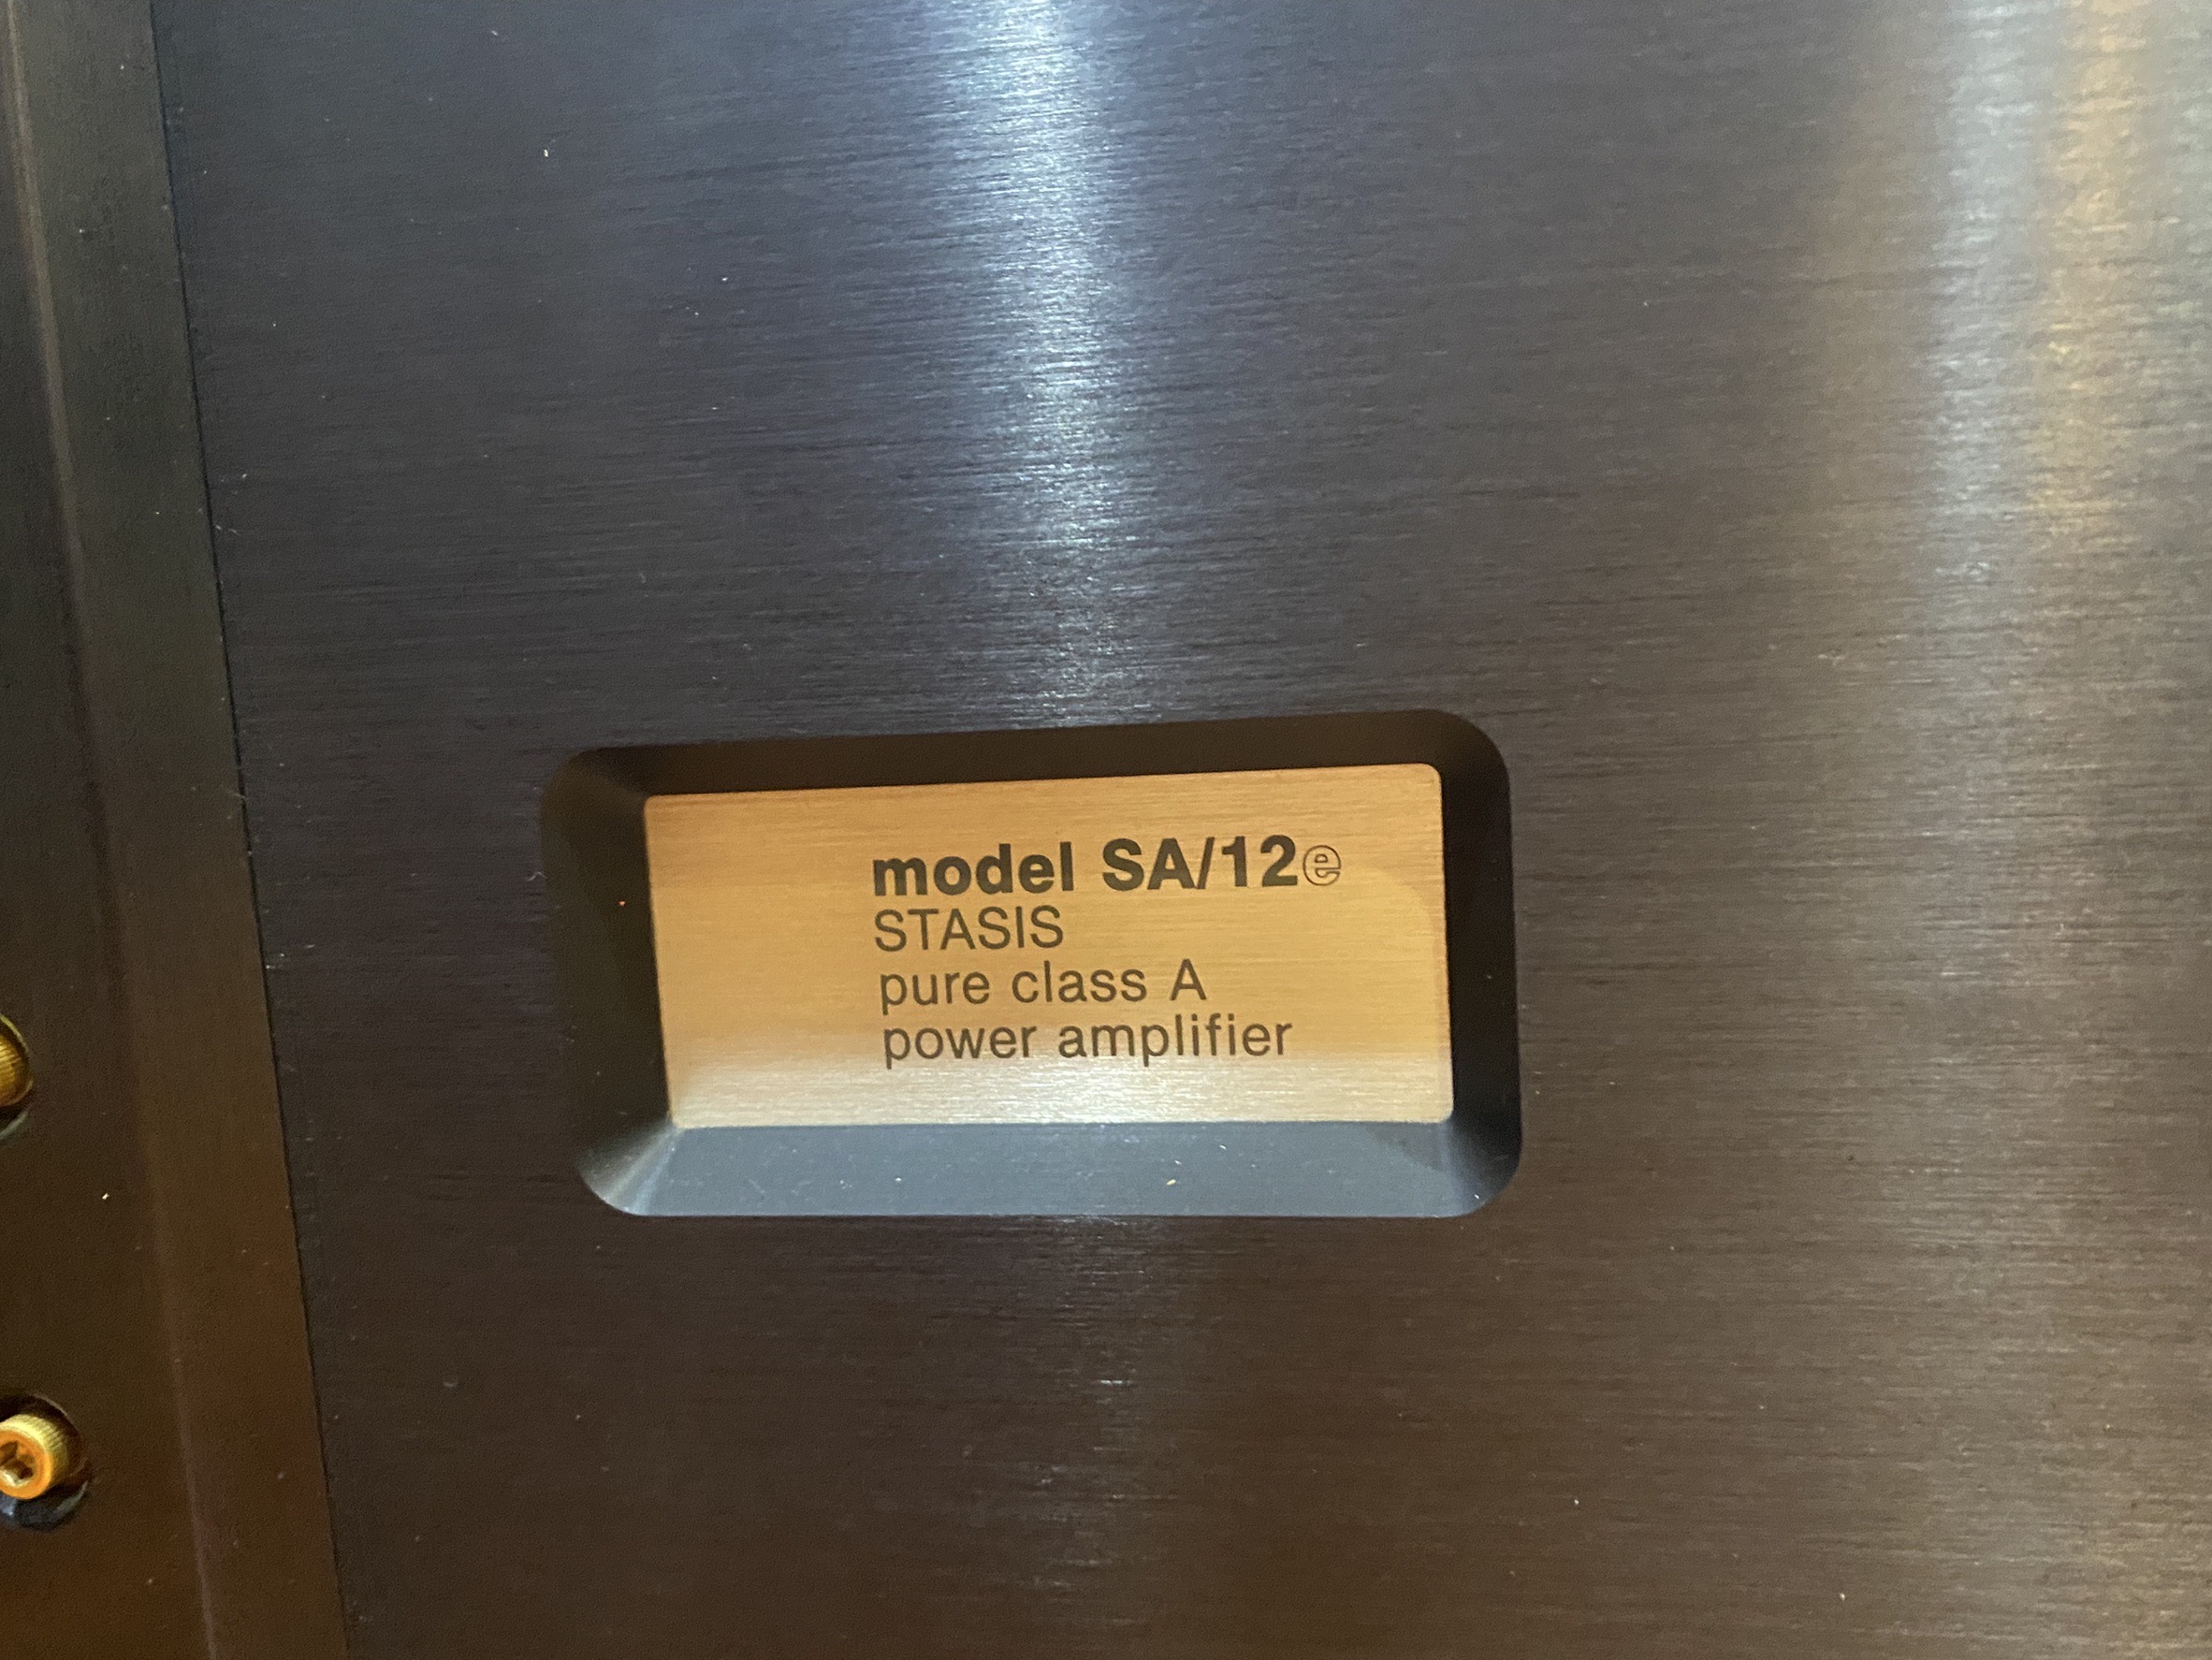 model SA/12e
STASIS
pure class A
power amplifier